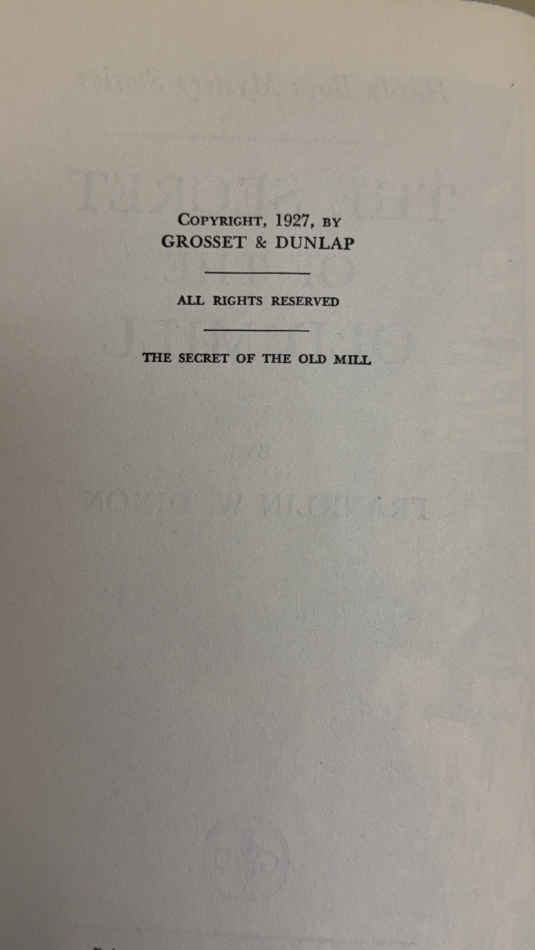 COPYRIGHT, 1927, BY
GROSSET & DUNLAP
ALL RIGHTS RESERVED
THE SECRET OF THE OLD MILL